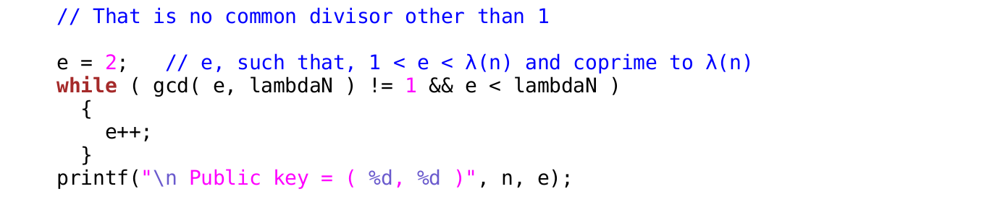 // That is no common divisor other than 1
e = 2;   // e, such that, 1 < e < λ(n) and coprime to λ(n)
while ( gcd( e, lambdaN ) != 1 && e < lambdaN )
  {
    e++;
  }
printf("\n Public key = ( %d, %d )", n, e);